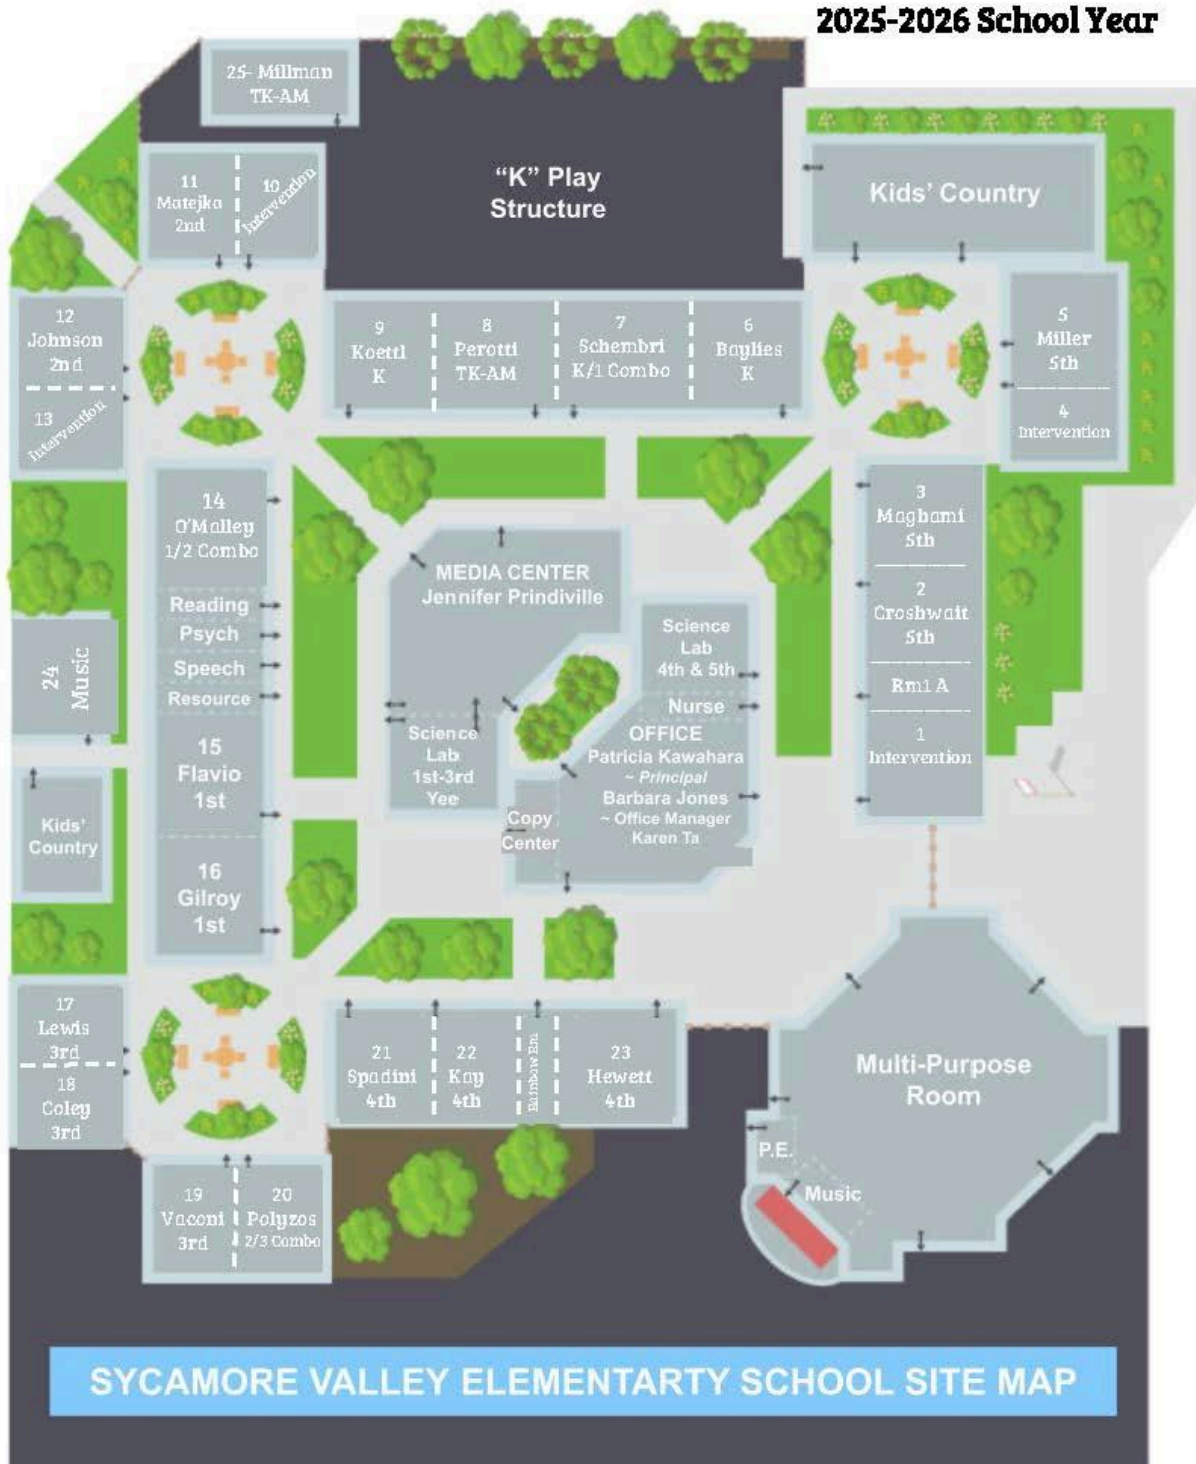 2025-2026 School Year
25- Millman
TK-AM
"K" Play
Structure
11
Matejka
2nd
10
Intervention
Kids' Country
12
Johnson
2nd
13
Intervention
9
Koettl
K
8
Perotti
TK-AM
7
Schembri
K/1 Combo
6
Baylies
K
5
Miller
5th
4
Intervention
14
O'Malley
1/2 Combo
Reading
Psych
Speech
Resource
15
Flavio
1st
16
Gilroy
1st
MEDIA CENTER
Jennifer Prindiville
Science
Lab
4th & 5th
Nurse
OFFICE
Patricia Kawahara
~ Principal
Barbara Jones
~ Office Manager
Karen Ta
Science
Lab
1st-3rd
Yee
Copy
Center
3
Maghami
5th
2
Croshwait
5th
Rm1 A
1
Intervention
24
Music
Kids'
Country
17
Lewis
3rd
18
Coley
3rd
21
Spadini
4th
22
Kay
4th
Rainbow Rm
23
Hewett
4th
Multi-Purpose
Room
P.E.
Music
19
Vaconi
3rd
20
Polyzos
2/3 Combo
SYCAMORE VALLEY ELEMENTARTY SCHOOL SITE MAP